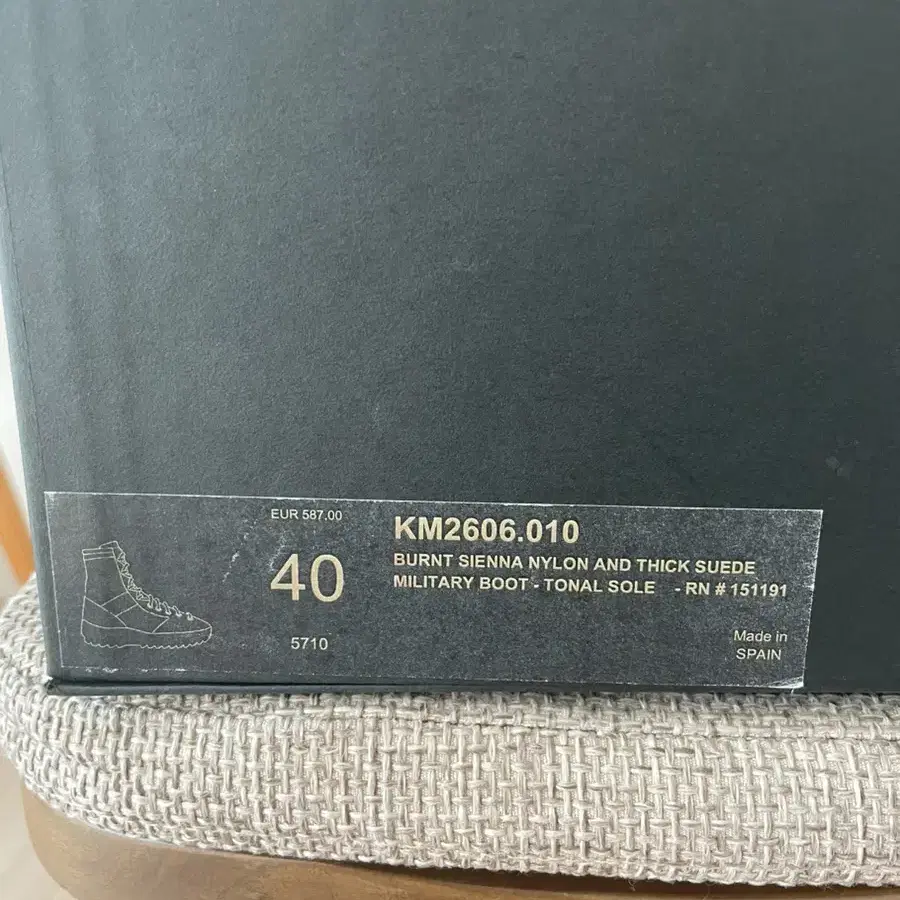 EUR 587.00
40
5710
KM2606.010
BURNT SIENNA NYLON AND THICK SUEDE
MILITARY BOOT - TONAL SOLE - RN # 151191
Made in
SPAIN